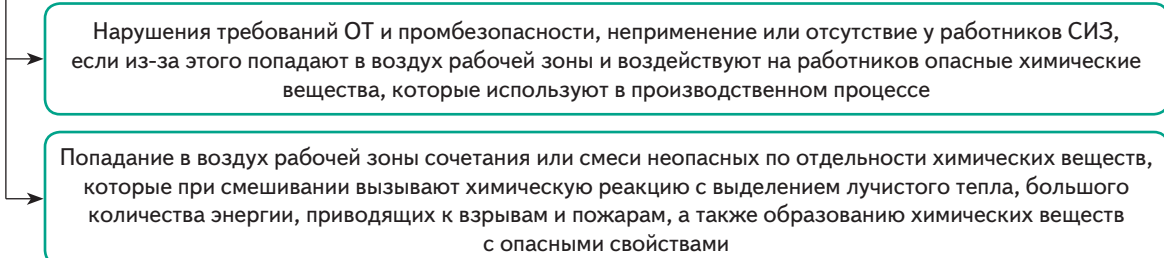 Нарушения требований ОТ и промбезопасности, неприменение или отсутствие у работников СИЗ,
если из-за этого попадают в воздух рабочей зоны и воздействуют на работников опасные химические
вещества, которые используют в производственном процессе
Попадание в воздух рабочей зоны сочетания или смеси неопасных по отдельности химических веществ,
которые при смешивании вызывают химическую реакцию с выделением лучистого тепла, большого
количества энергии, приводящих к взрывам и пожарам, а также образованию химических веществ
с опасными свойствами